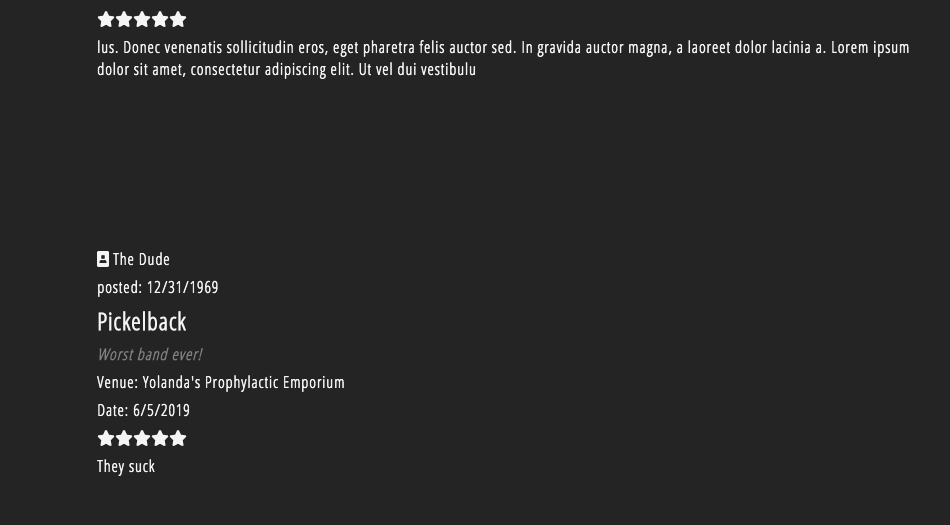 lus. Donec venenatis sollicitudin eros, eget pharetra felis auctor sed. In gravida auctor magna, a laoreet dolor lacinia a. Lorem ipsum
dolor sit amet, consectetur adipiscing elit. Ut vel dui vestibulu
The Dude
posted: 12/31/1969
Pickelback
Worst band ever!
Venue: Yolanda's Prophylactic Emporium
Date: 6/5/2019
They suck